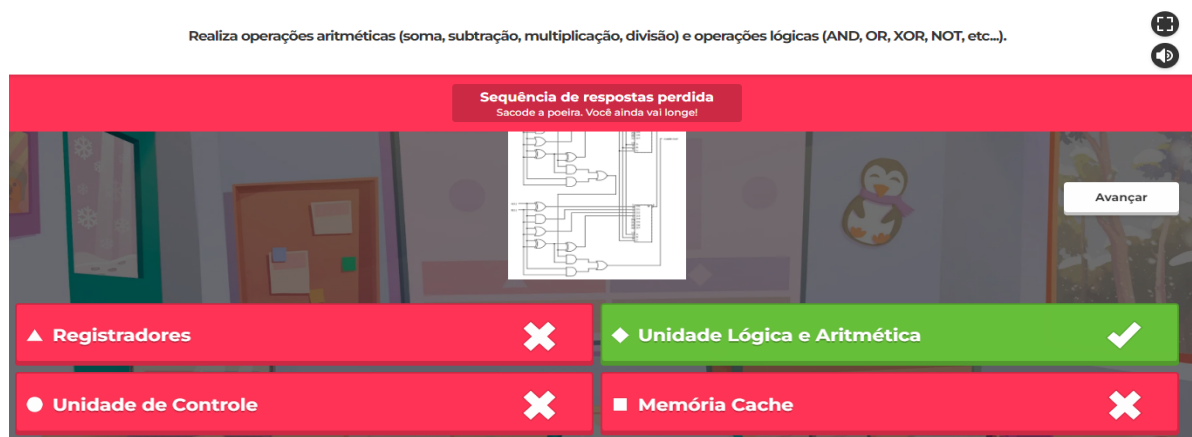 Realiza operações aritméticas (soma, subtração, multiplicação, divisão) e operações lógicas (AND, OR, XOR, NOT, etc...).
Sequência de respostas perdida
Sacode a poeira. Você ainda vai longe!
Avançar
Registradores
Unidade Lógica e Aritmética
Unidade de Controle
Memória Cache